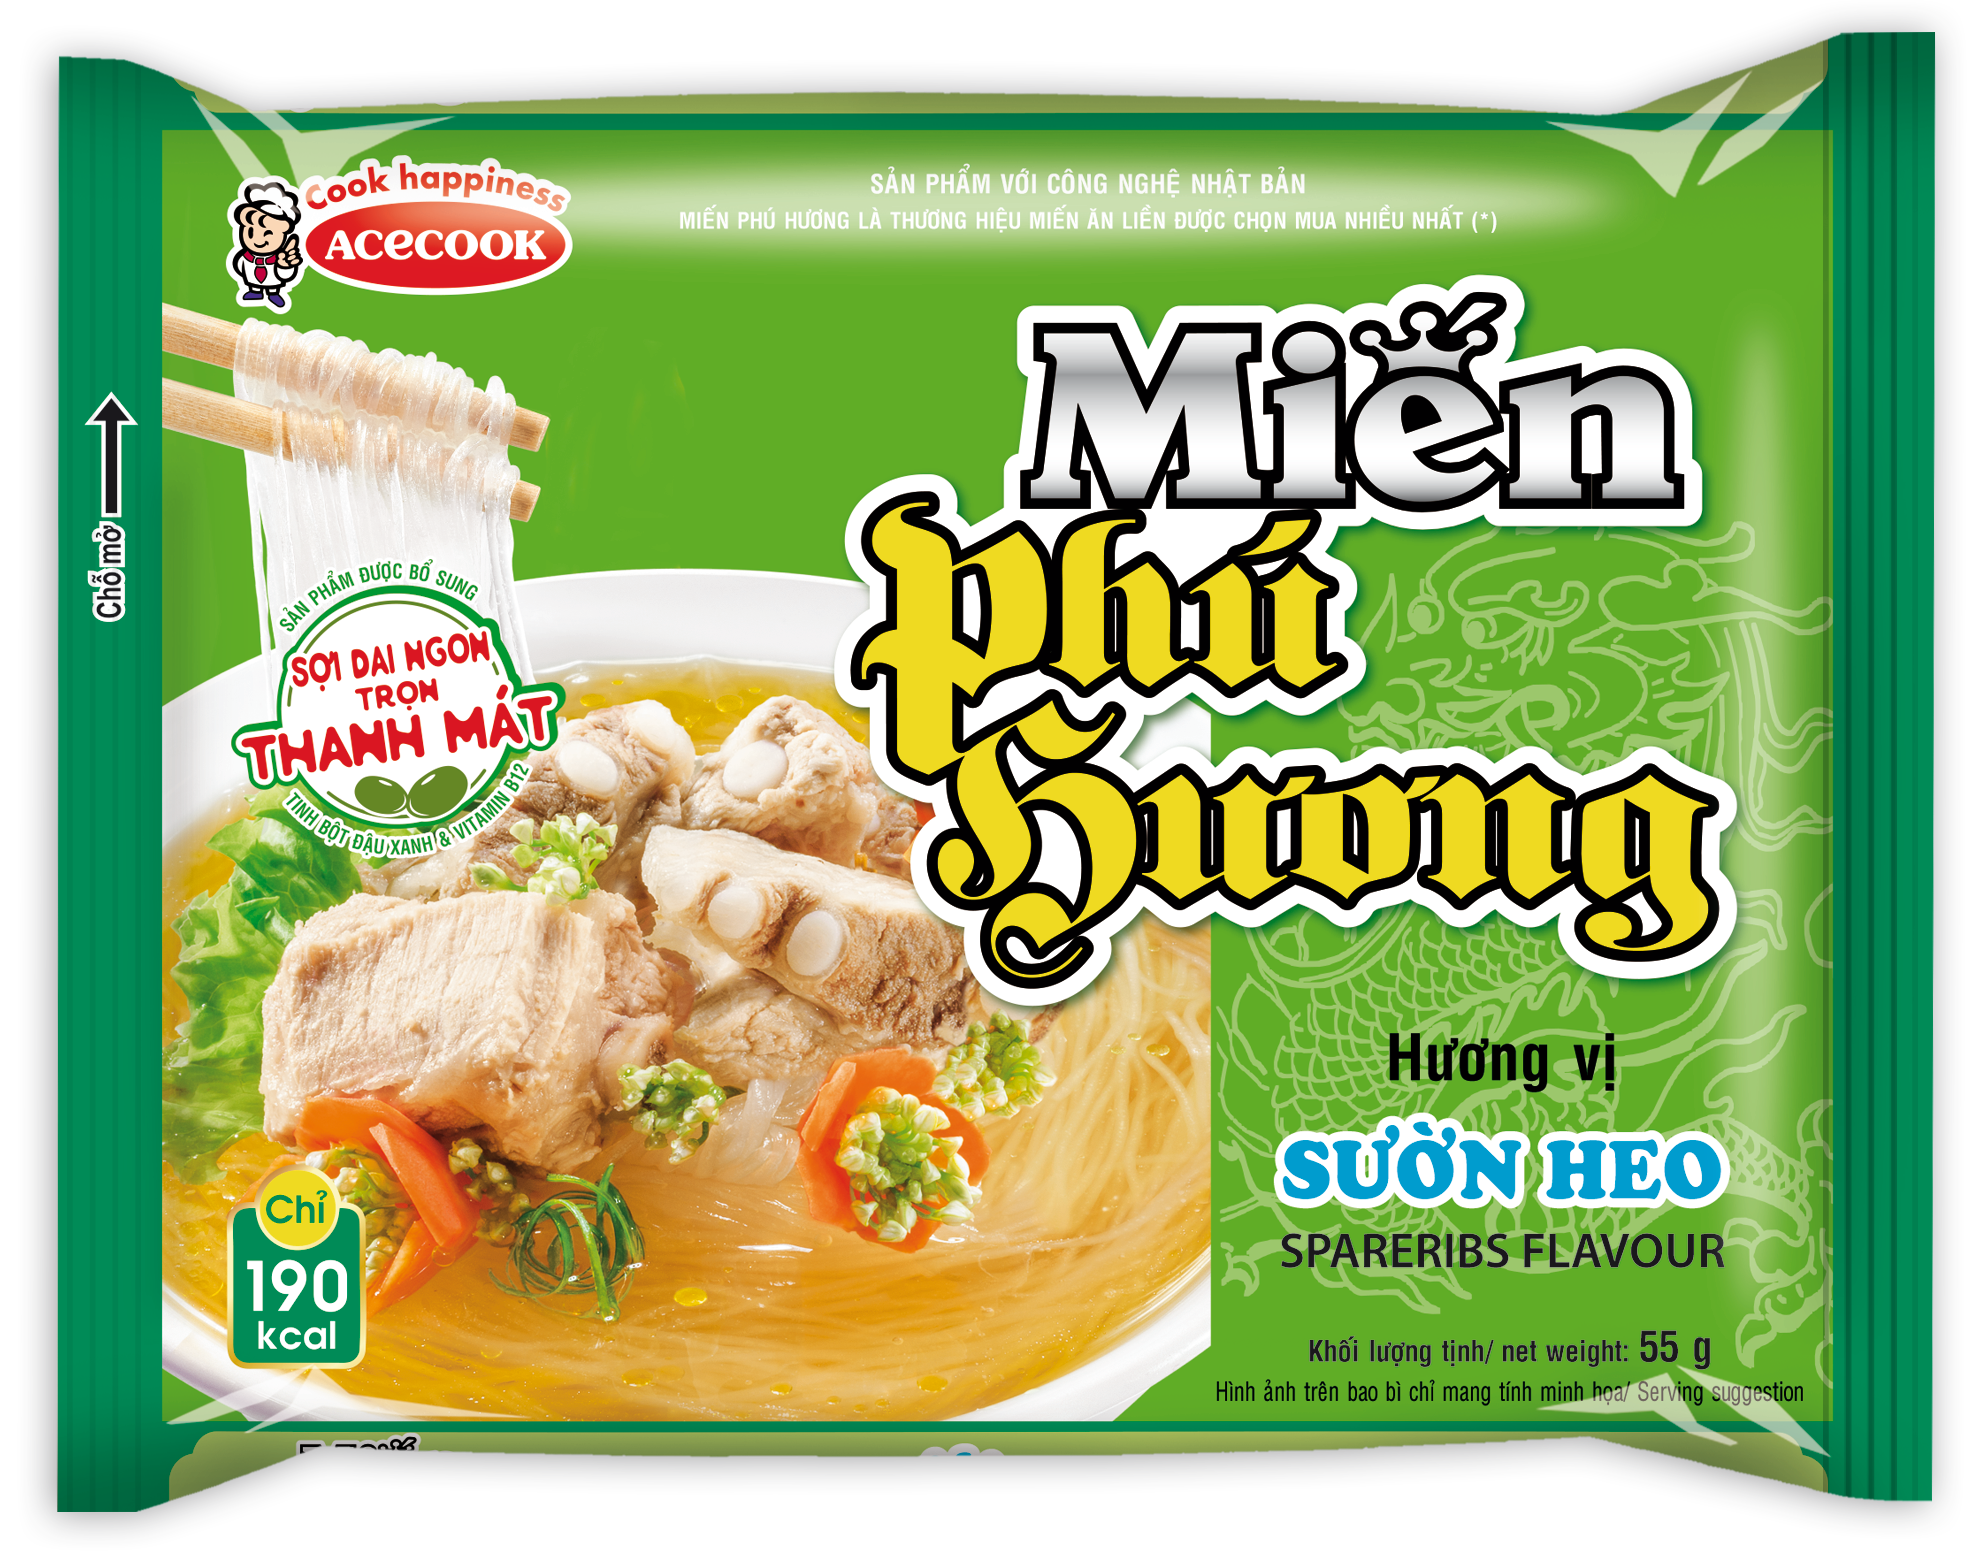 Cook happiness
ACECOOK
SẢN PHẨM VỚI CÔNG NGHỆ NHẬT BẢN
MIẾN PHÚ HƯƠNG LÀ THƯƠNG HIỆU MIẾN ĂN LIỀN ĐƯỢC CHỌN MUA NHIỀU NHẤT (*)
Miến
Phú
Hương
Chỗ mở
SẢN PHẨM ĐƯỢC BỔ SUNG
SỢI DAI NGON
TRỌN
THANH MÁT
TINH BỘT ĐẬU XANH & VITAMIN B12
Hương vị
SƯỜN HEO
SPARERIBS FLAVOUR
Chỉ
190
kcal
Khối lượng tịnh/ net weight: 55 g
Hình ảnh trên bao bì chỉ mang tính minh họa/ Serving suggestion